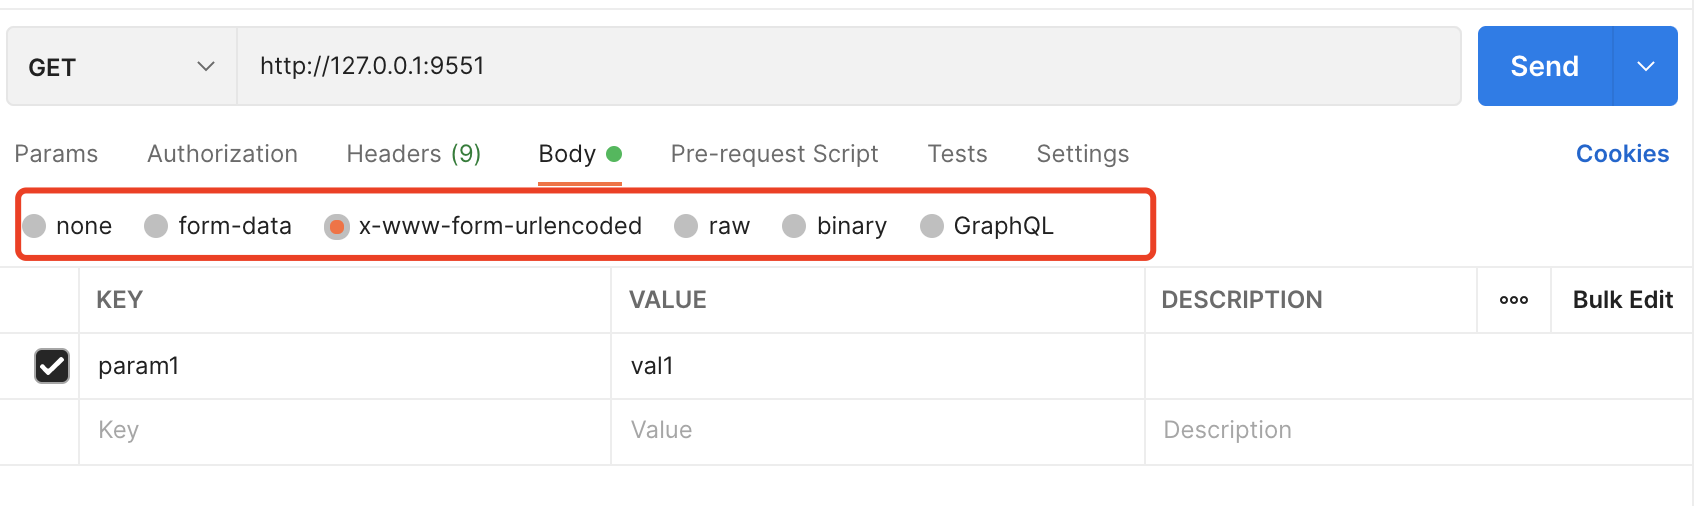 GET http://127.0.0.1:9551 Send
Params Authorization Headers (9) Body Pre-request Script Tests Settings Cookies
none form-data x-www-form-urlencoded raw binary GraphQL
KEY VALUE DESCRIPTION Bulk Edit
param1 val1
Key Value Description